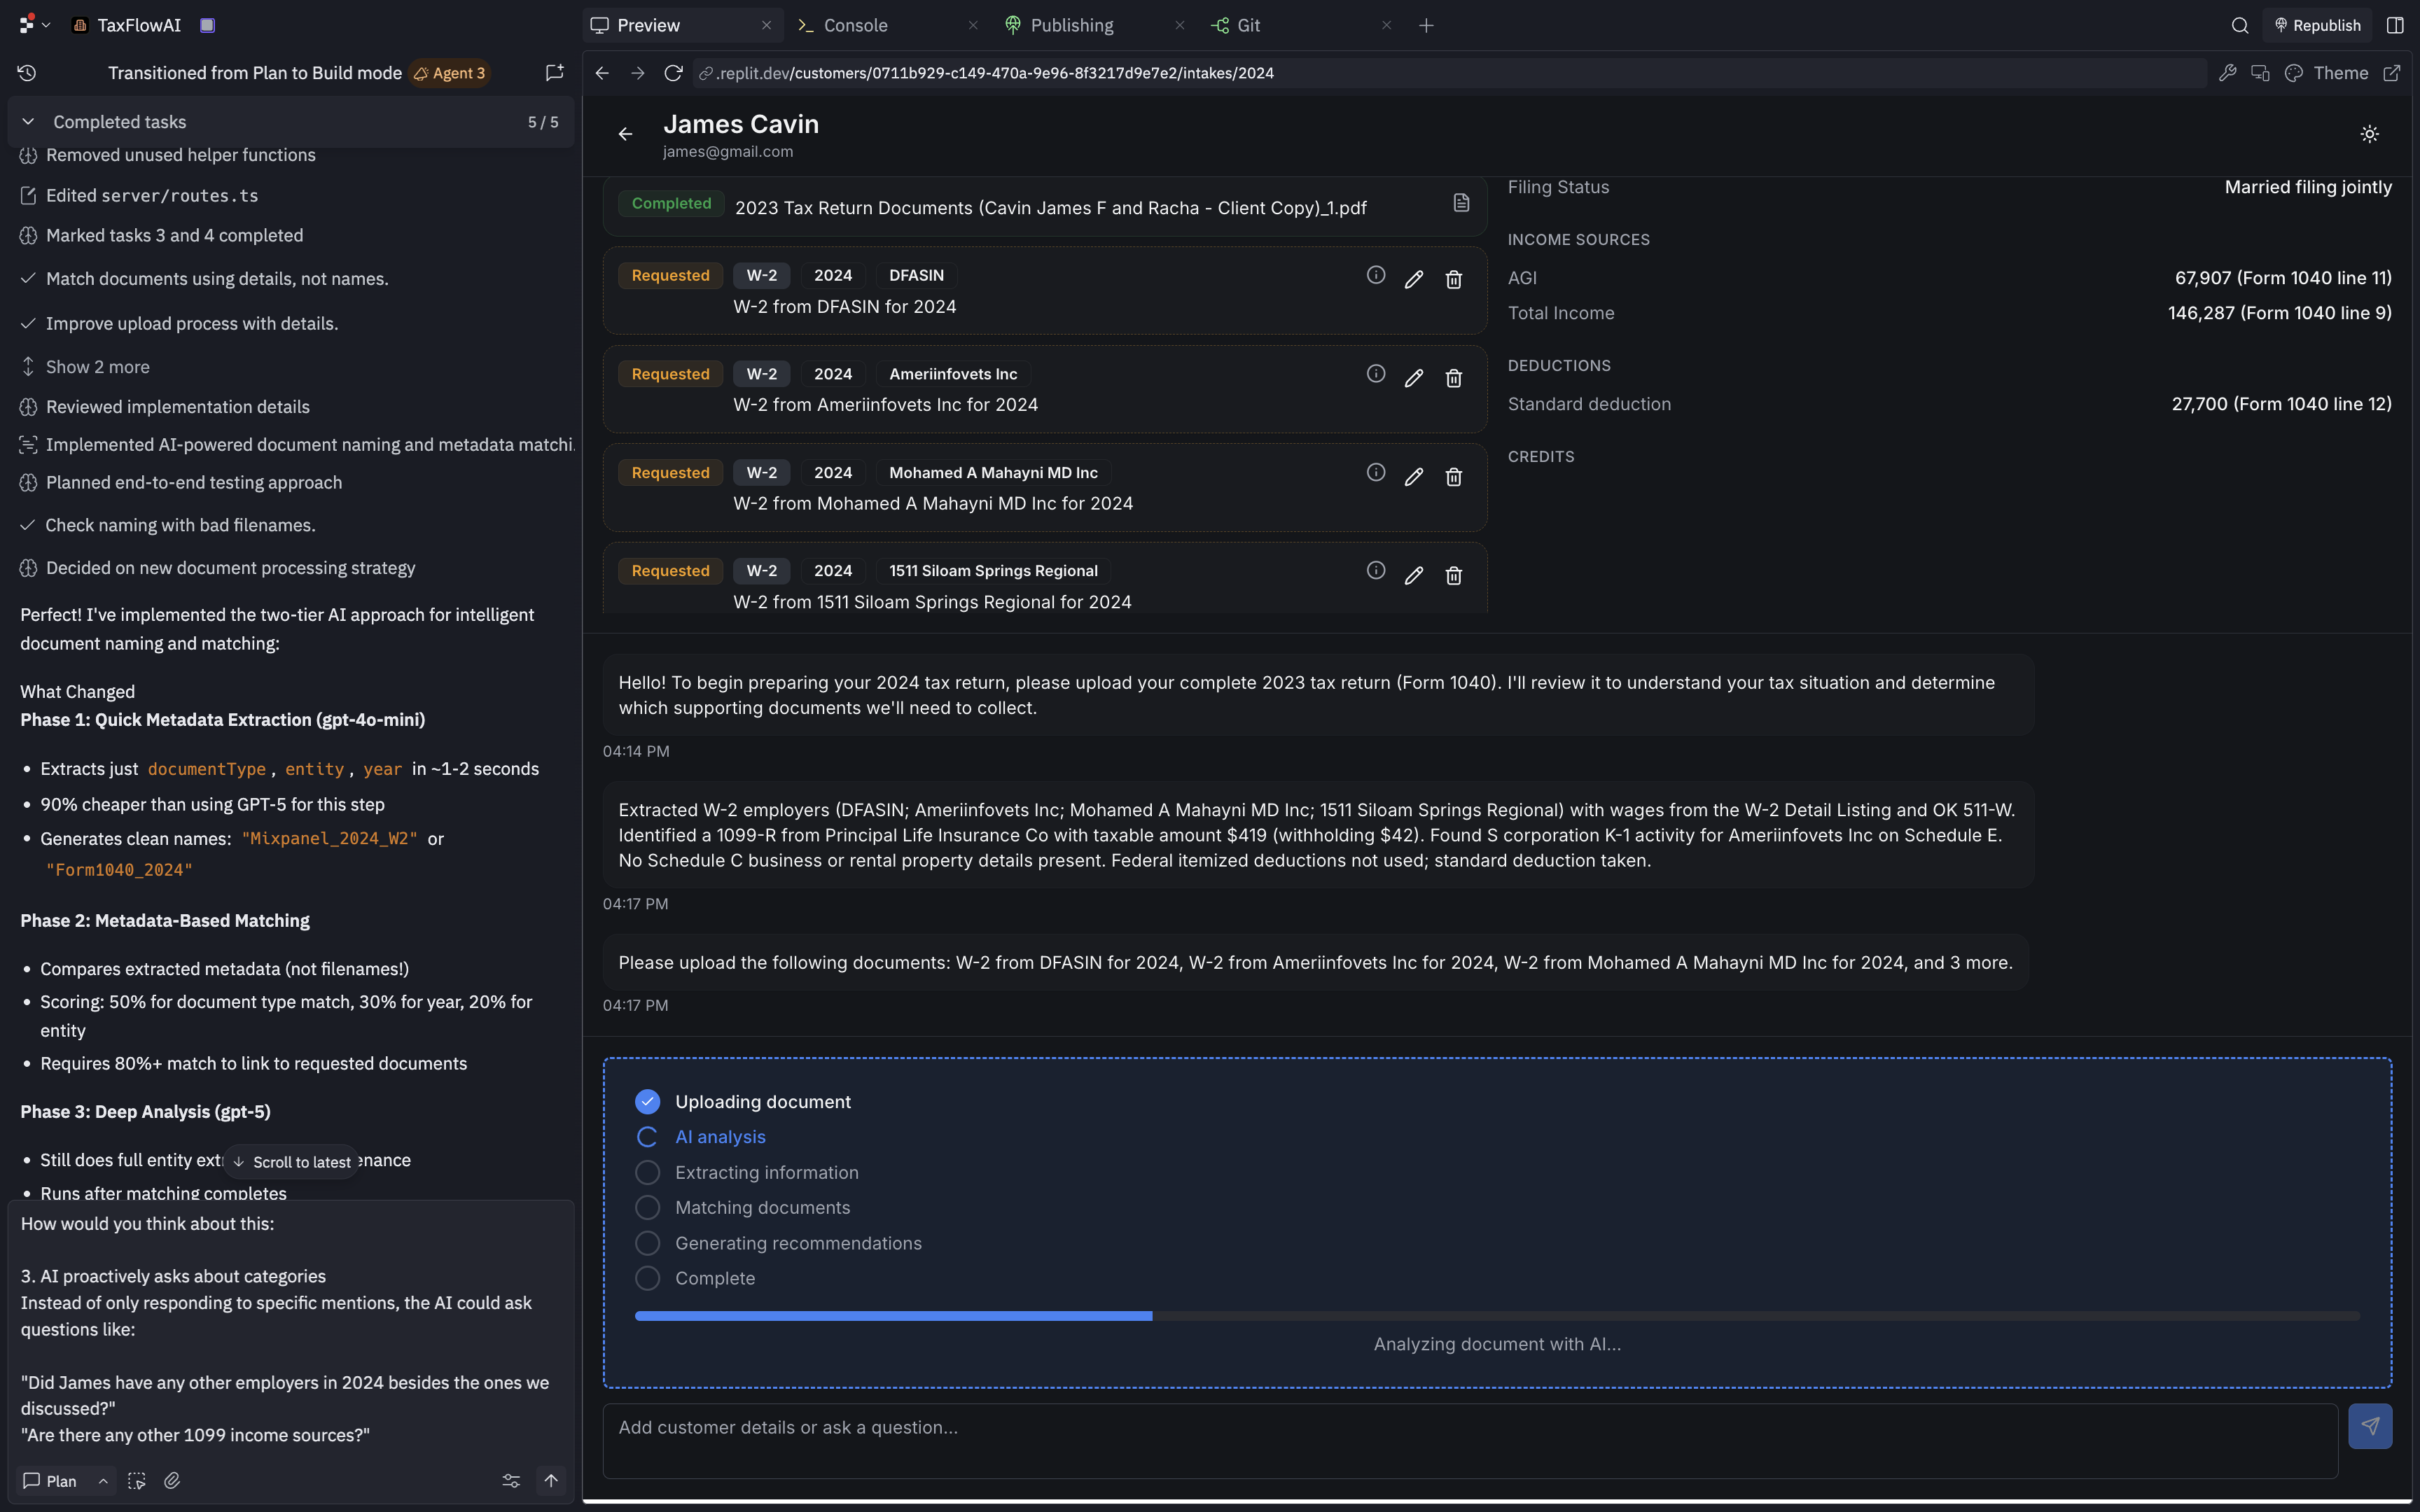 TaxFlowAI
Preview
Console
Publishing
Git
Republish
Transitioned from Plan to Build mode
Agent 3
.replit.dev/customers/0711b929-c149-470a-9e96-8f3217d9e7e2/intakes/2024
Theme
Completed tasks
5 / 5
Removed unused helper functions
Edited server/routes.ts
Marked tasks 3 and 4 completed
Match documents using details, not names.
Improve upload process with details.
Show 2 more
Reviewed implementation details
Implemented AI-powered document naming and metadata matchi
Planned end-to-end testing approach
Check naming with bad filenames.
Decided on new document processing strategy
Perfect! I've implemented the two-tier AI approach for intelligent
document naming and matching:
What Changed
Phase 1: Quick Metadata Extraction (gpt-4o-mini)
• Extracts just documentType, entity, year in ~1-2 seconds
• 90% cheaper than using GPT-5 for this step
• Generates clean names: "Mixpanel_2024_W2" or
"Form1040_2024"
Phase 2: Metadata-Based Matching
• Compares extracted metadata (not filenames!)
• Scoring: 50% for document type match, 30% for year, 20% for
entity
• Requires 80%+ match to link to requested documents
Phase 3: Deep Analysis (gpt-5)
• Still does full entity
Scroll to latest
• Runs after matching completes
How would you think about this:
3. AI proactively asks about categories
Instead of only responding to specific mentions, the AI could ask
questions like:
"Did James have any other employers in 2024 besides the ones we
discussed?"
"Are there any other 1099 income sources?"
Plan
James Cavin
james@gmail.com
Completed
2023 Tax Return Documents (Cavin James F and Racha - Client Copy)_1.pdf
Requested W-2 2024 DFASIN
W-2 from DFASIN for 2024
Requested W-2 2024 Ameriinfovets Inc
W-2 from Ameriinfovets Inc for 2024
Requested W-2 2024 Mohamed A Mahayni MD Inc
W-2 from Mohamed A Mahayni MD Inc for 2024
Requested W-2 2024 1511 Siloam Springs Regional
W-2 from 1511 Siloam Springs Regional for 2024
Filing Status
Married filing jointly
INCOME SOURCES
AGI
67,907 (Form 1040 line 11)
Total Income
146,287 (Form 1040 line 9)
DEDUCTIONS
Standard deduction
27,700 (Form 1040 line 12)
CREDITS
Hello! To begin preparing your 2024 tax return, please upload your complete 2023 tax return (Form 1040). I'll review it to understand your tax situation and determine
which supporting documents we'll need to collect.
04:14 PM
Extracted W-2 employers (DFASIN; Ameriinfovets Inc; Mohamed A Mahayni MD Inc; 1511 Siloam Springs Regional) with wages from the W-2 Detail Listing and OK 511-W.
Identified a 1099-R from Principal Life Insurance Co with taxable amount $419 (withholding $42). Found S corporation K-1 activity for Ameriinfovets Inc on Schedule E.
No Schedule C business or rental property details present. Federal itemized deductions not used; standard deduction taken.
04:17 PM
Please upload the following documents: W-2 from DFASIN for 2024, W-2 from Ameriinfovets Inc for 2024, W-2 from Mohamed A Mahayni MD Inc for 2024, and 3 more.
04:17 PM
Uploading document
AI analysis
Extracting information
Matching documents
Generating recommendations
Complete
Analyzing document with AI...
Add customer details or ask a question...